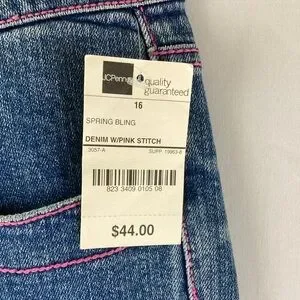 JCPenney
quality
guaranteed
16
SPRING BLING
DENIM W/PINK STITCH
3057-A SUPP 19963-8
823 3409 0105 08
$44.00